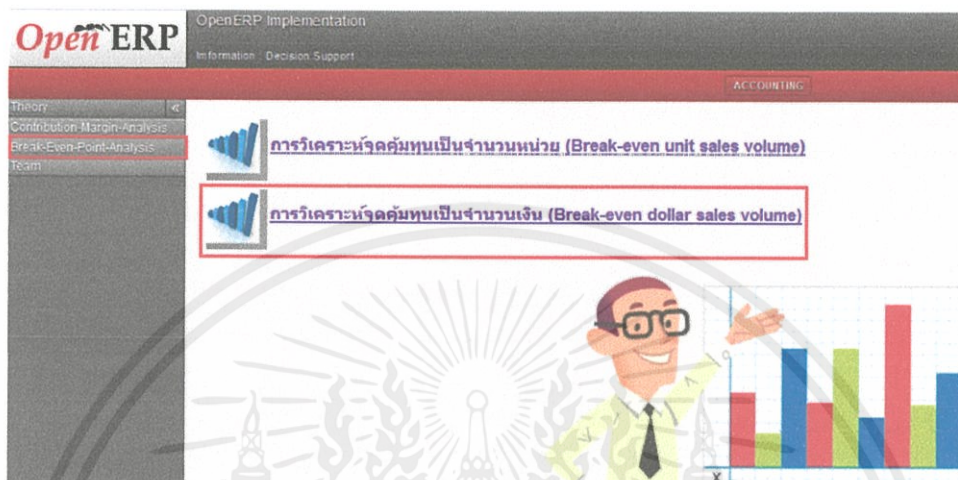 Open ERP
OpenERP Implementation
Information : Decision Support
ACCOUNTING
Theory «
Contribution-Margin-Analysis
Break-Even-Point-Analysis
Team
การวิเคราะห์จุดคุ้มทุนเป็นจำนวนหน่วย (Break-even unit sales volume)
การวิเคราะห์จุดคุ้มทุนเป็นจำนวนเงิน (Break-even dollar sales volume)
X